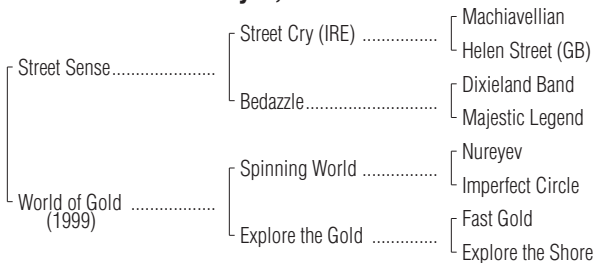 Machiavellian
Street Cry (IRE) ................
Helen Street (GB)
Street Sense......................
Dixieland Band
Bedazzle............................
Majestic Legend
Nureyev
Spinning World ................
Imperfect Circle
World of Gold ..................
(1999)
Fast Gold
Explore the Gold ..............
Explore the Shore